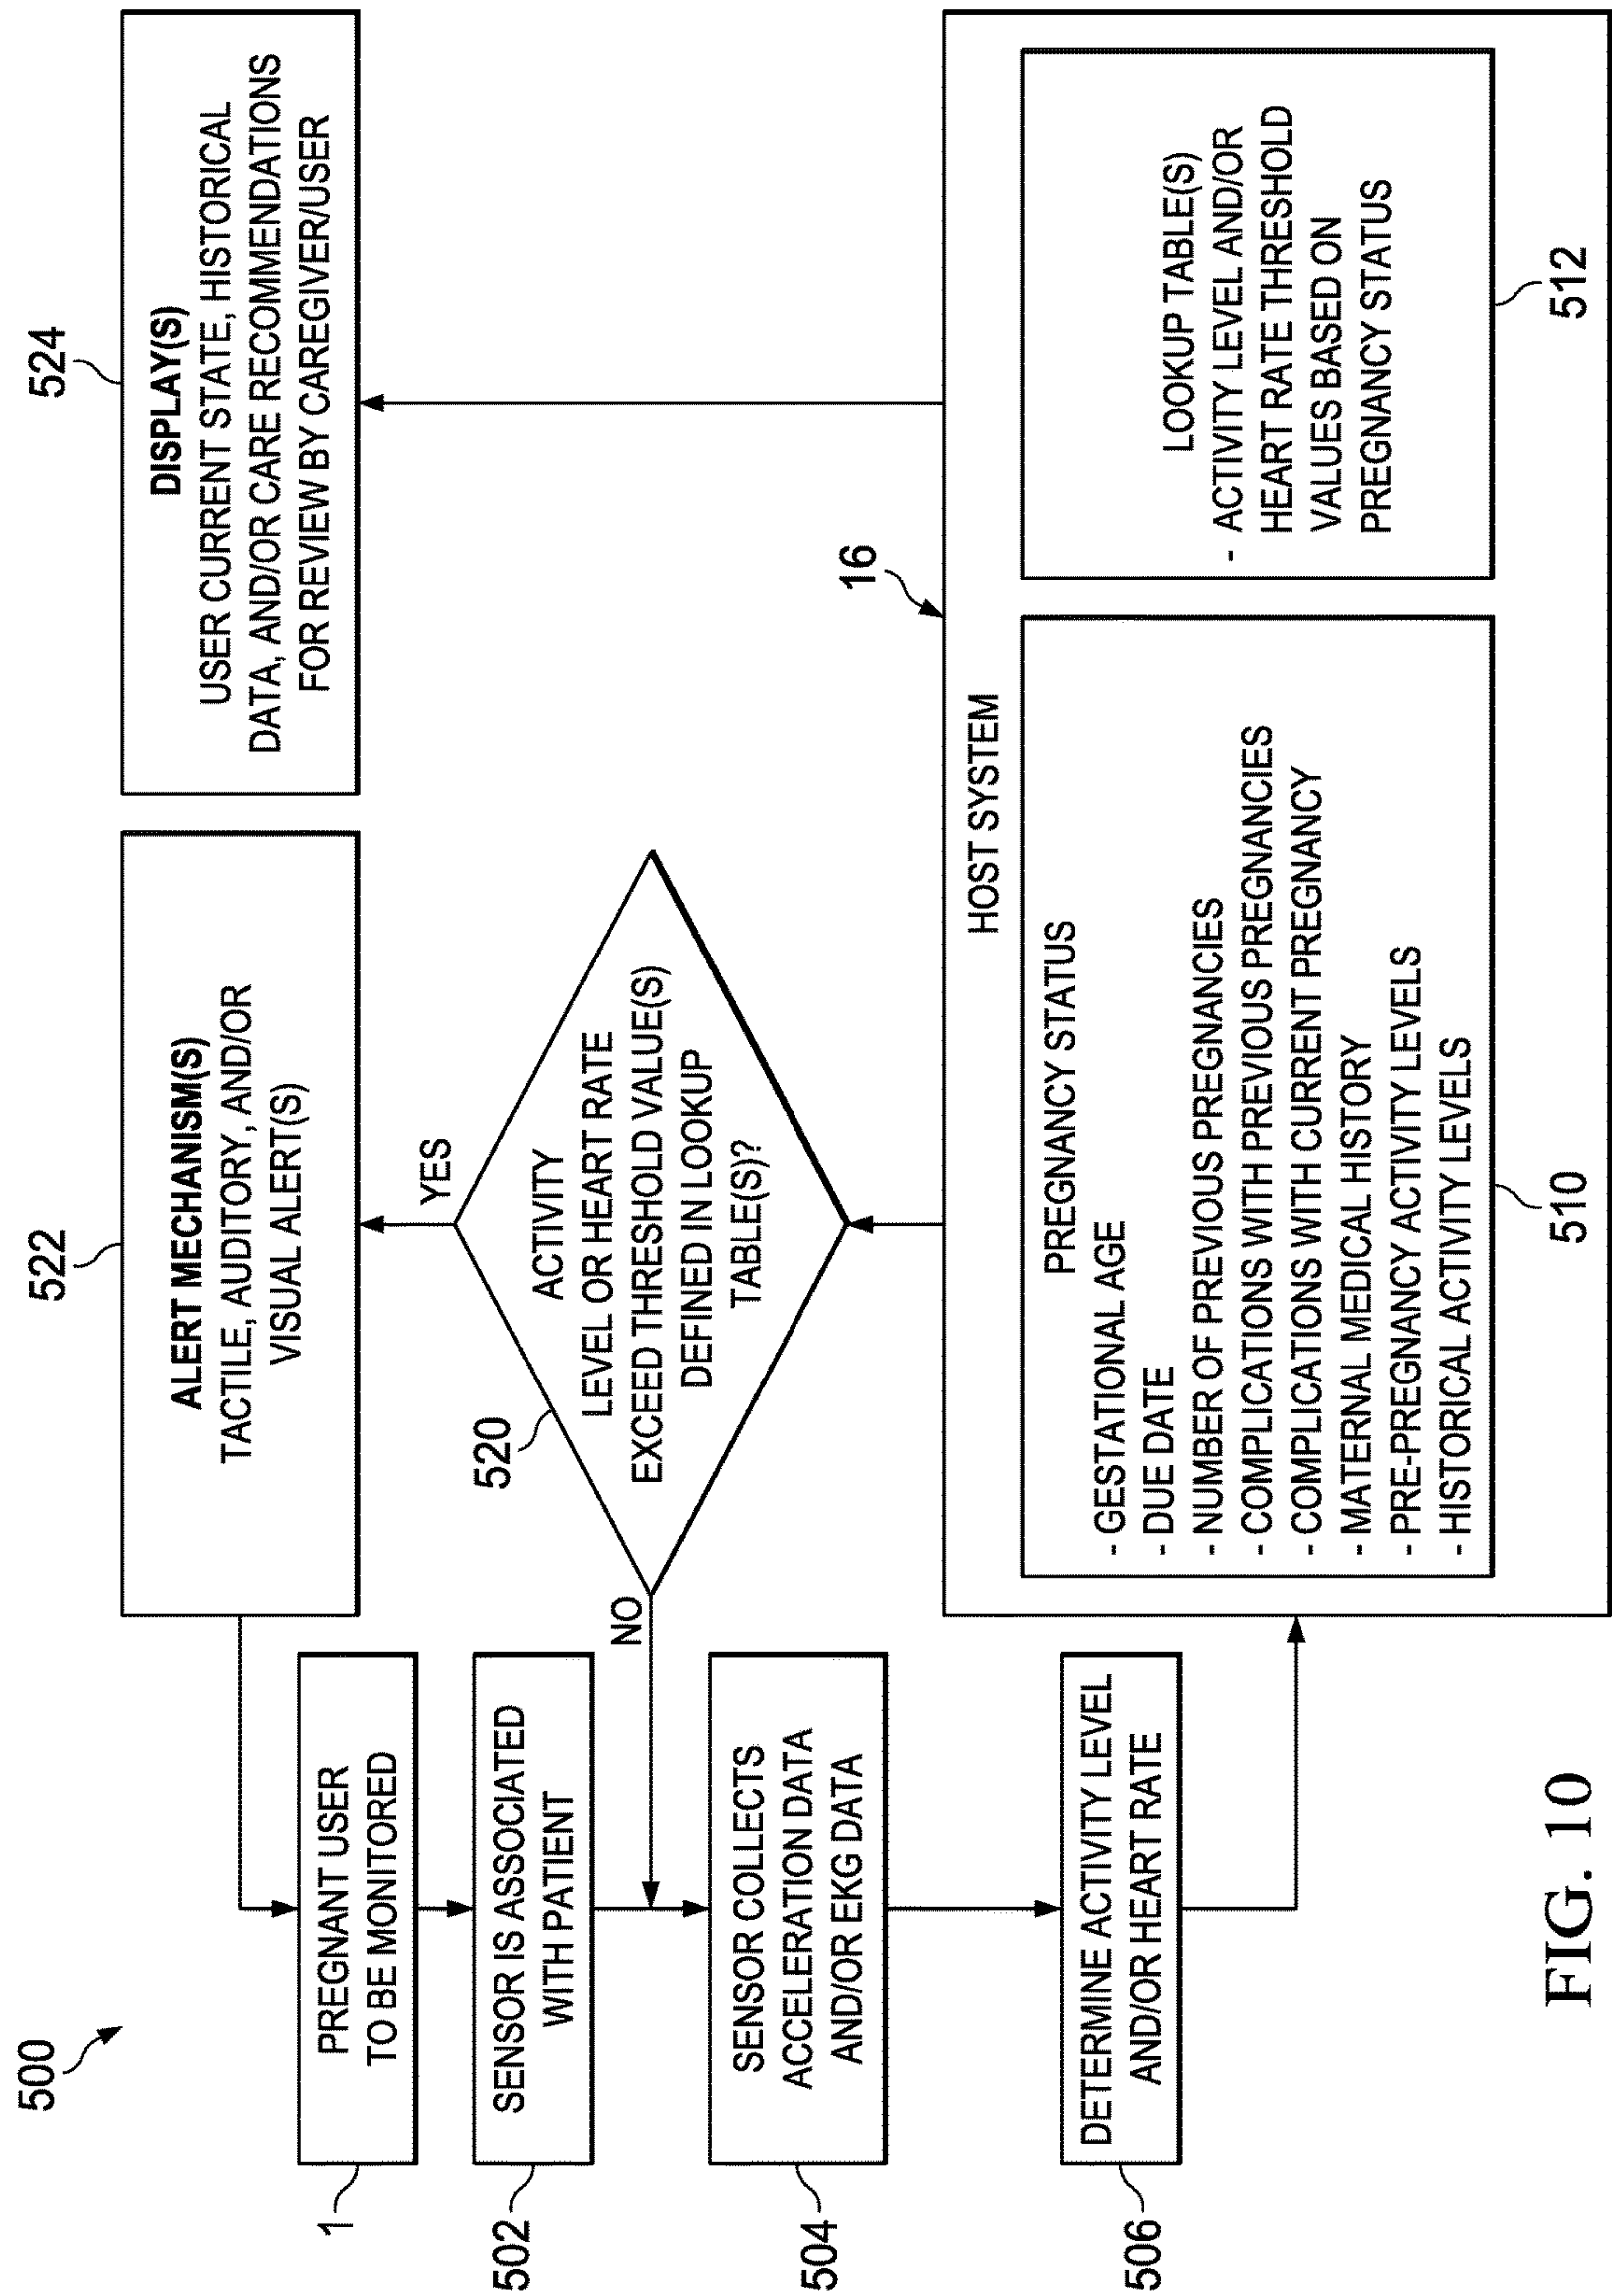 500
1
PREGNANT USER
TO BE MONITORED
502
SENSOR IS ASSOCIATED
WITH PATIENT
504
SENSOR COLLECTS
ACCELERATION DATA
AND/OR EKG DATA
506
DETERMINE ACTIVITY LEVEL
AND/OR HEART RATE
522
ALERT MECHANISM(S)
TACTILE, AUDITORY, AND/OR
VISUAL ALERT(S)
524
DISPLAY(S)
USER CURRENT STATE, HISTORICAL
DATA, AND/OR CARE RECOMMENDATIONS
FOR REVIEW BY CAREGIVER/USER
YES
520
ACTIVITY
LEVEL OR HEART RATE
EXCEED THRESHOLD VALUE(S)
DEFINED IN LOOKUP
TABLE(S)?
NO
16
HOST SYSTEM
PREGNANCY STATUS
- GESTATIONAL AGE
- DUE DATE
- NUMBER OF PREVIOUS PREGNANCIES
- COMPLICATIONS WITH PREVIOUS PREGNANCIES
- COMPLICATIONS WITH CURRENT PREGNANCY
- MATERNAL MEDICAL HISTORY
- PRE-PREGNANCY ACTIVITY LEVELS
- HISTORICAL ACTIVITY LEVELS
510
LOOKUP TABLE(S)
- ACTIVITY LEVEL AND/OR
HEART RATE THRESHOLD
VALUES BASED ON
PREGNANCY STATUS
512
FIG. 10